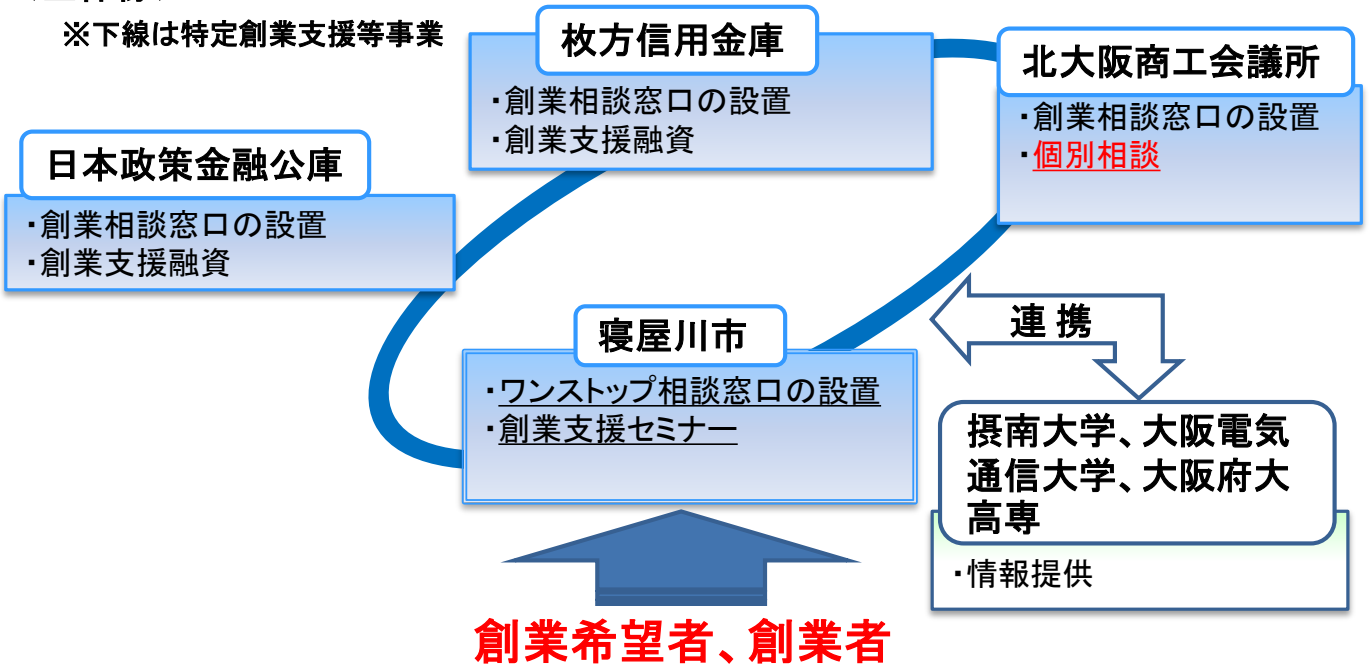 ※下線は特定創業支援等事業
枚方信用金庫
・創業相談窓口の設置
・創業支援融資
北大阪商工会議所
・創業相談窓口の設置
・個別相談
日本政策金融公庫
・創業相談窓口の設置
・創業支援融資
寝屋川市
・ワンストップ相談窓口の設置
・創業支援セミナー
連 携
摂南大学、大阪電気
通信大学、大阪府大
高専
・情報提供
創業希望者、創業者